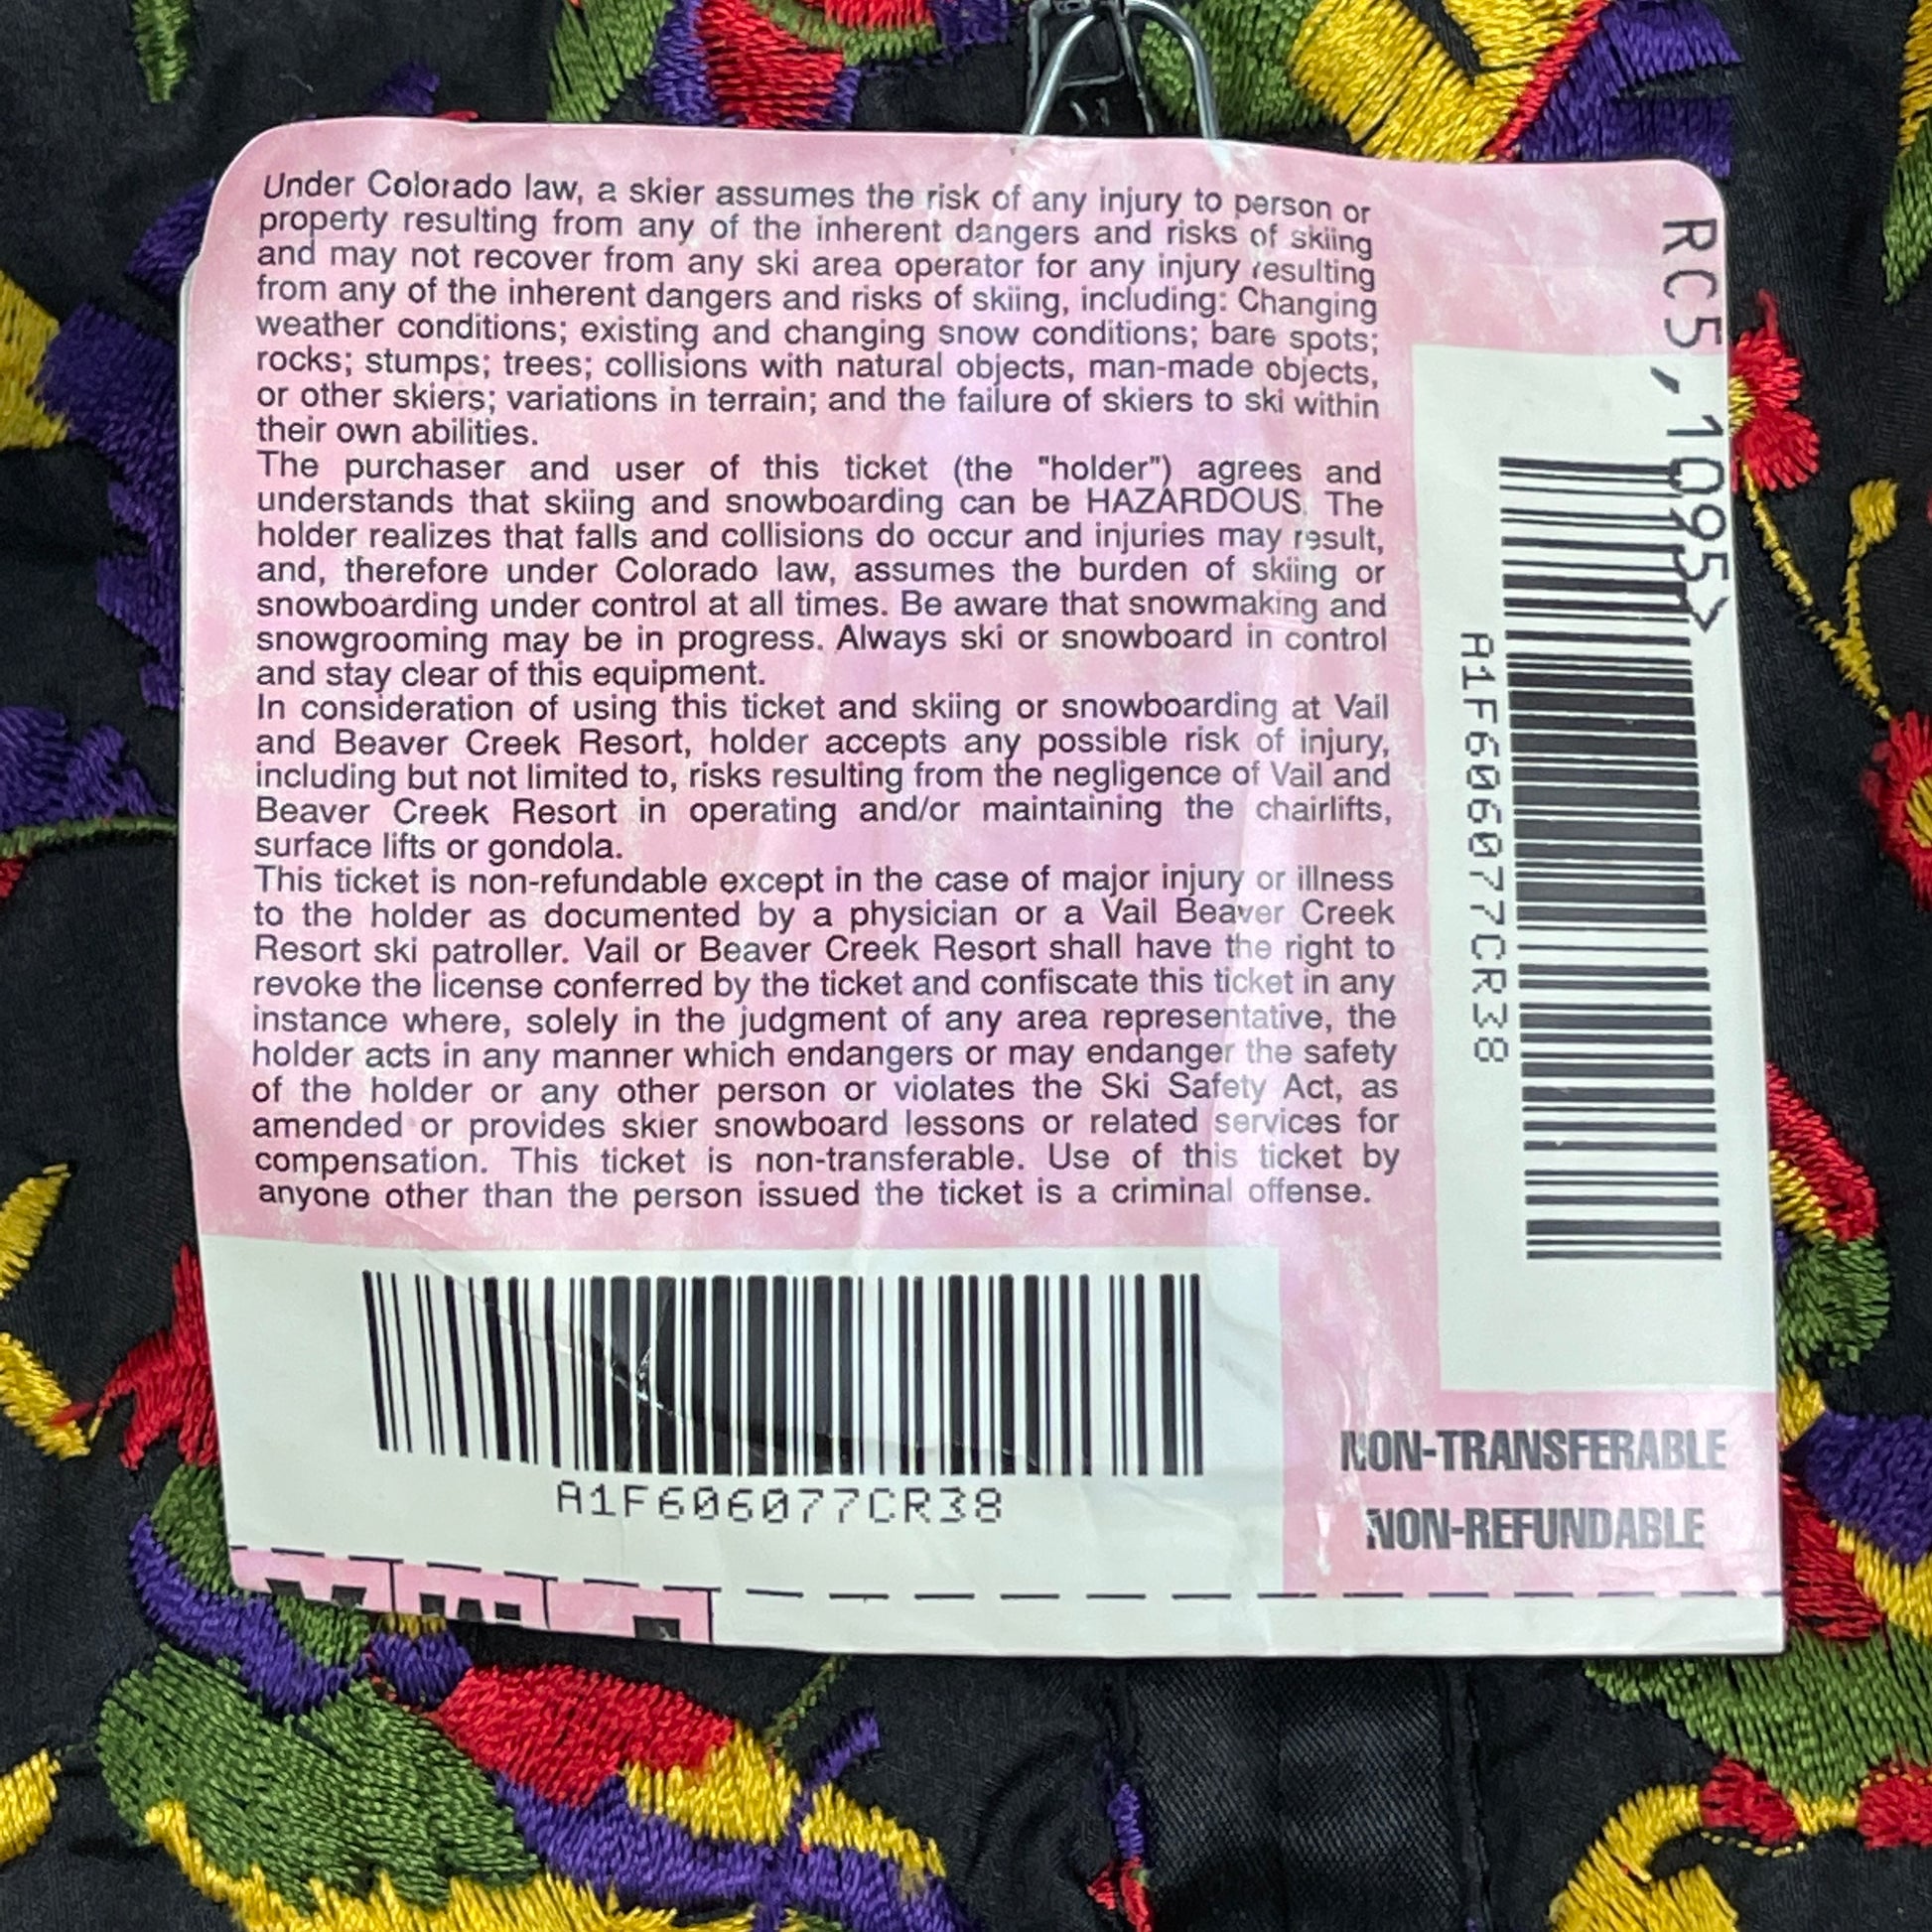 Under Colorado law, a skier assumes the risk of any injury to person or
property resulting from any of the inherent dangers and risks of skiing
and may not recover from any ski area operator for any injury resulting
from any of the inherent dangers and risks of skiing, including: Changing
weather conditions; existing and changing snow conditions; bare spots;
rocks; stumps; trees; collisions with natural objects, man-made objects,
or other skiers; variations in terrain; and the failure of skiers to ski within
their own abilities.
The purchaser and user of this ticket (the "holder") agrees and
understands that skiing and snowboarding can be HAZARDOUS. The
holder realizes that falls and collisions do occur and injuries may result,
and, therefore under Colorado law, assumes the burden of skiing or
snowboarding under control at all times. Be aware that snowmaking and
snowgrooming may be in progress. Always ski or snowboard in control
and stay clear of this equipment.
In consideration of using this ticket and skiing or snowboarding at Vail
and Beaver Creek Resort, holder accepts any possible risk of injury,
including but not limited to, risks resulting from the negligence of Vail and
Beaver Creek Resort in operating and/or maintaining the chairlifts,
surface lifts or gondola.
This ticket is non-refundable except in the case of major injury or illness
to the holder as documented by a physician or a Vail Beaver Creek
Resort ski patroller. Vail or Beaver Creek Resort shall have the right to
revoke the license conferred by the ticket and confiscate this ticket in any
instance where, solely in the judgment of any area representative, the
holder acts in any manner which endangers or may endanger the safety
of the holder or any other person or violates the Ski Safety Act, as
amended or provides skier snowboard lessons or related services for
compensation. This ticket is non-transferable. Use of this ticket by
anyone other than the person issued the ticket is a criminal offense.
RC5,1095>
A1F606077CR38
A1F606077CR38
NON-TRANSFERABLE
NON-REFUNDABLE